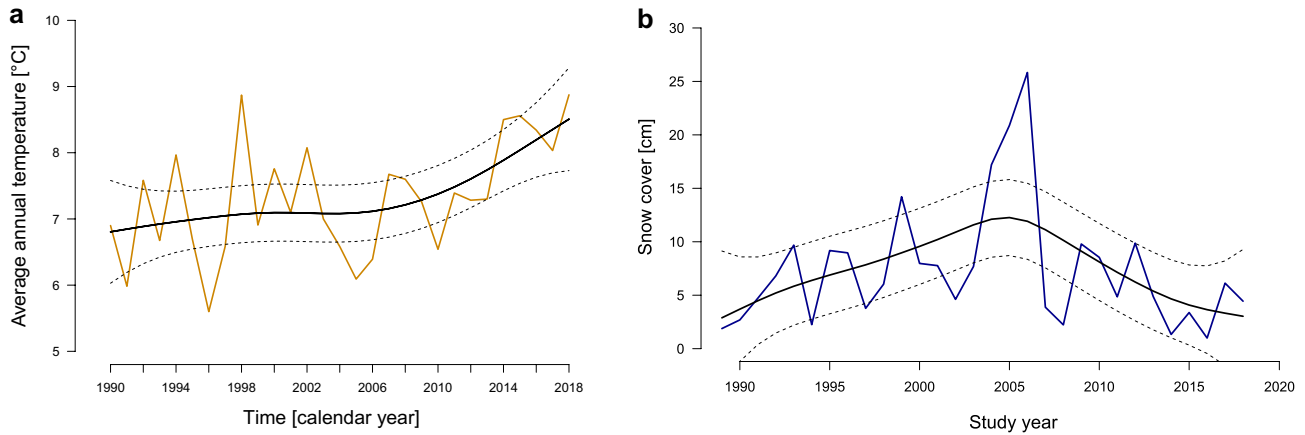 a
Average annual temperature [°C]
10
9
8
7
6
5
1990 1994 1998 2002 2006 2010 2014 2018
Time [calendar year]
b
Snow cover [cm]
30
25
20
15
10
5
0
1990 1995 2000 2005 2010 2015 2020
Study year